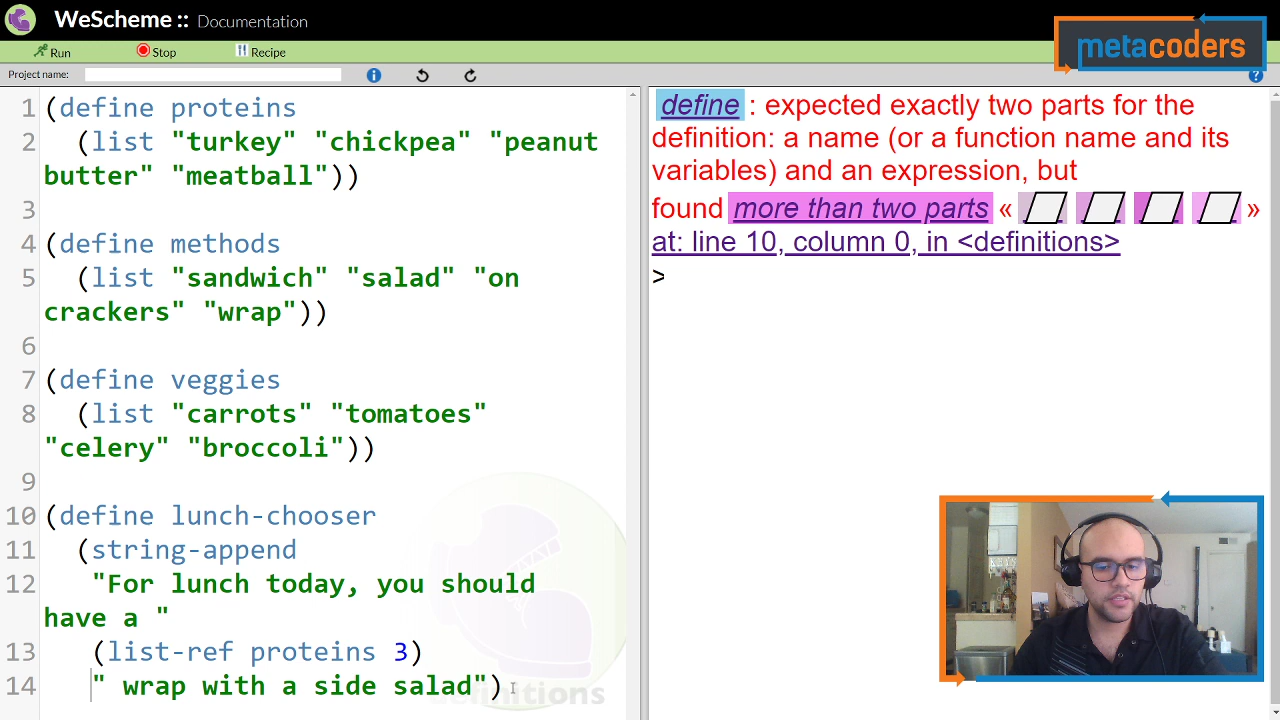 WeScheme :: Documentation
metacoders
Run Stop Recipe
Project name:
1 (define proteins
2 (list "turkey" "chickpea" "peanut
butter" "meatball"))
3
4 (define methods
5 (list "sandwich" "salad" "on
crackers" "wrap"))
6
7 (define veggies
8 (list "carrots" "tomatoes"
"celery" "broccoli"))
9
10 (define lunch-chooser
11 (string-append
12 "For lunch today, you should
have a "
13 (list-ref proteins 3)
14 " wrap with a side salad")
define : expected exactly two parts for the
definition: a name (or a function name and its
variables) and an expression, but
found more than two parts « »
at: line 10, column 0, in <definitions>
>